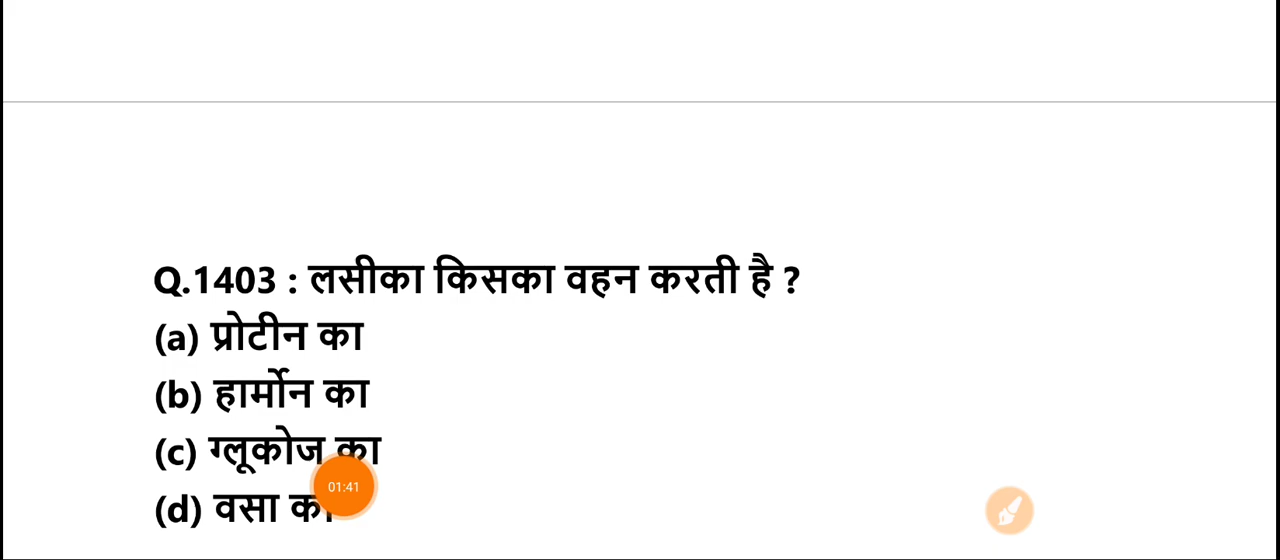 Q.1403 : लसीका किसका वहन करती है ?
(a) प्रोटीन का
(b) हार्मोन का
(c) ग्लूकोज का
(d) वसा का
01:41